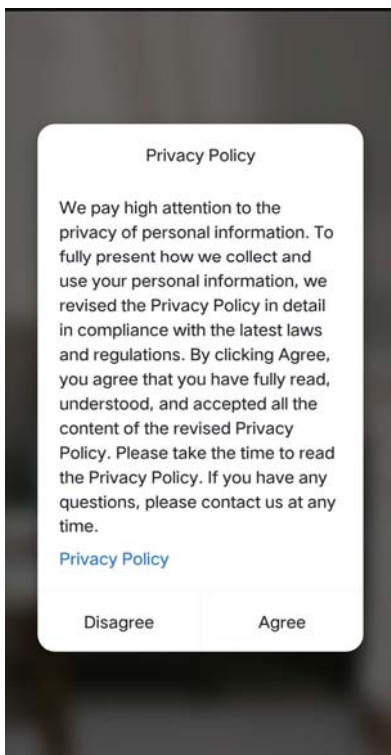 Privacy Policy
We pay high attention to the
privacy of personal information. To
fully present how we collect and
use your personal information, we
revised the Privacy Policy in detail
in compliance with the latest laws
and regulations. By clicking Agree,
you agree that you have fully read,
understood, and accepted all the
content of the revised Privacy
Policy. Please take the time to read
the Privacy Policy. If you have any
questions, please contact us at any
time.
Privacy Policy
Disagree
Agree